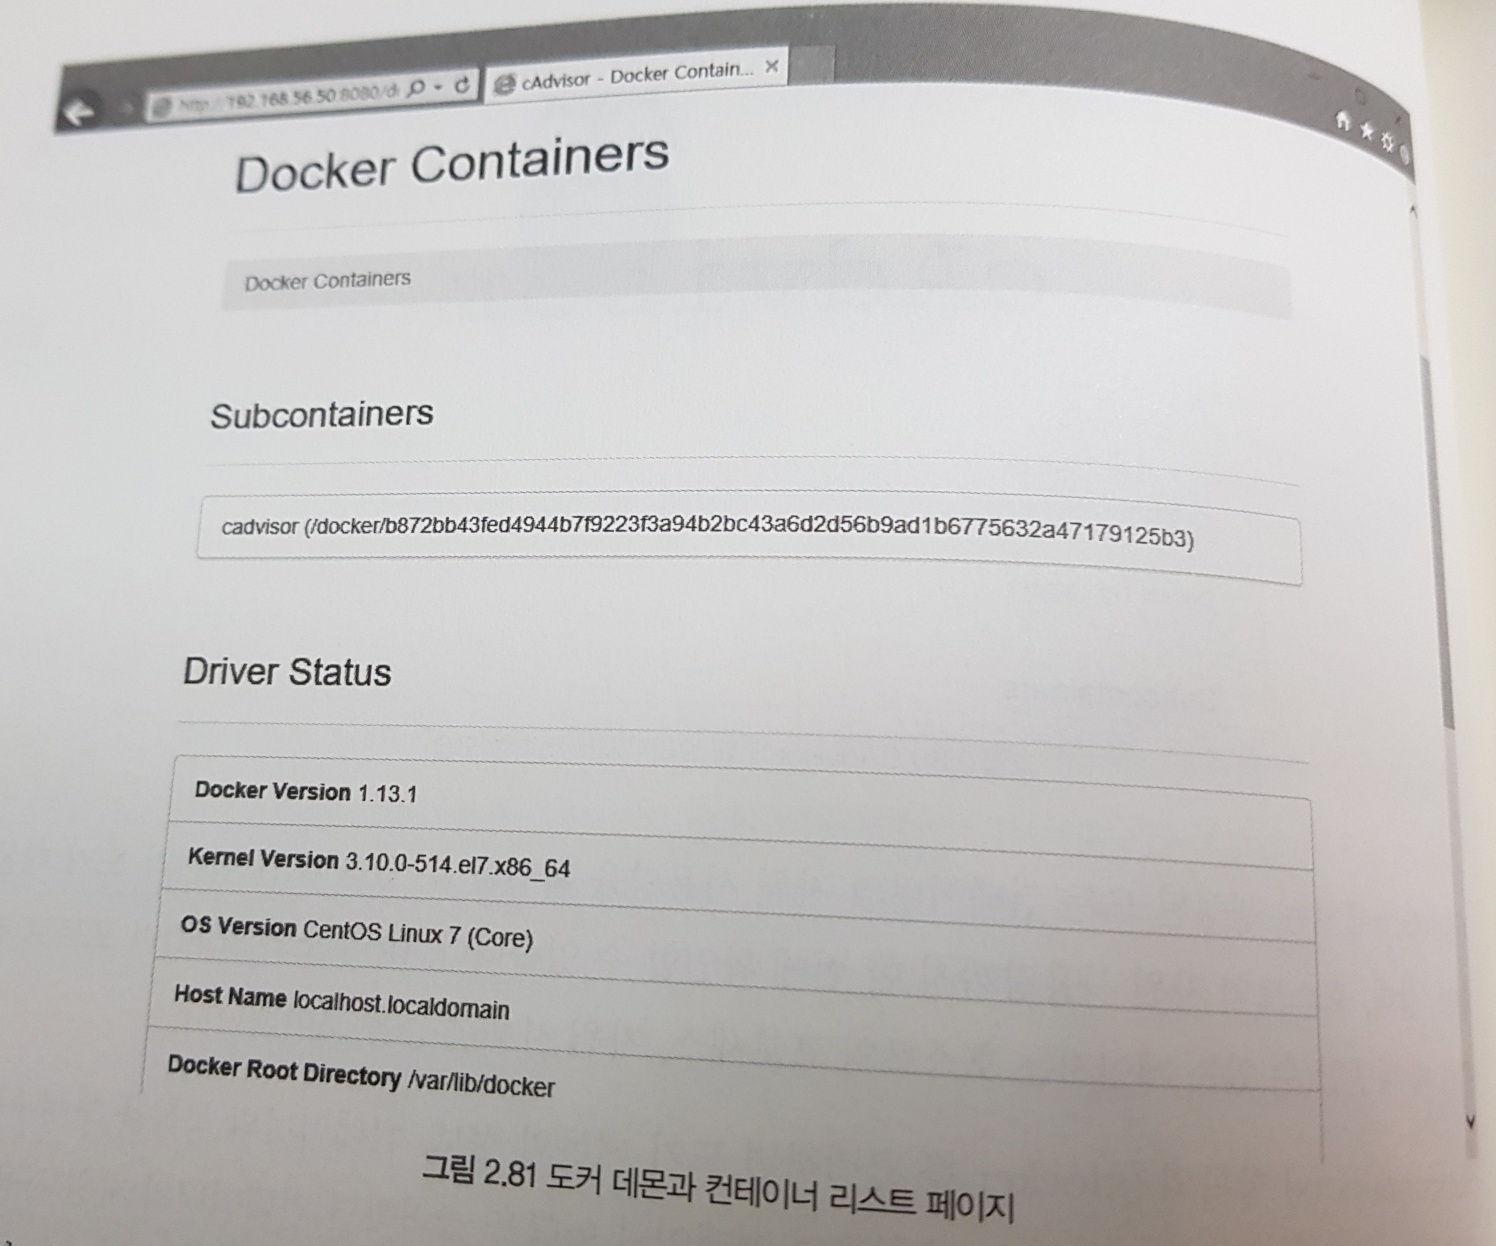 http://192.168.56.50:8080/d
cAdvisor - Docker Contain...
Docker Containers
Docker Containers
Subcontainers
cadvisor (/docker/b872bb43fed4944b7f9223f3a94b2bc43a6d2d56b9ad1b6775632a47179125b3)
Driver Status
Docker Version 1.13.1
Kernel Version 3.10.0-514.el7.x86_64
OS Version CentOS Linux 7 (Core)
Host Name localhost.localdomain
Docker Root Directory /var/lib/docker
그림 2.81 도커 데몬과 컨테이너 리스트 페이지